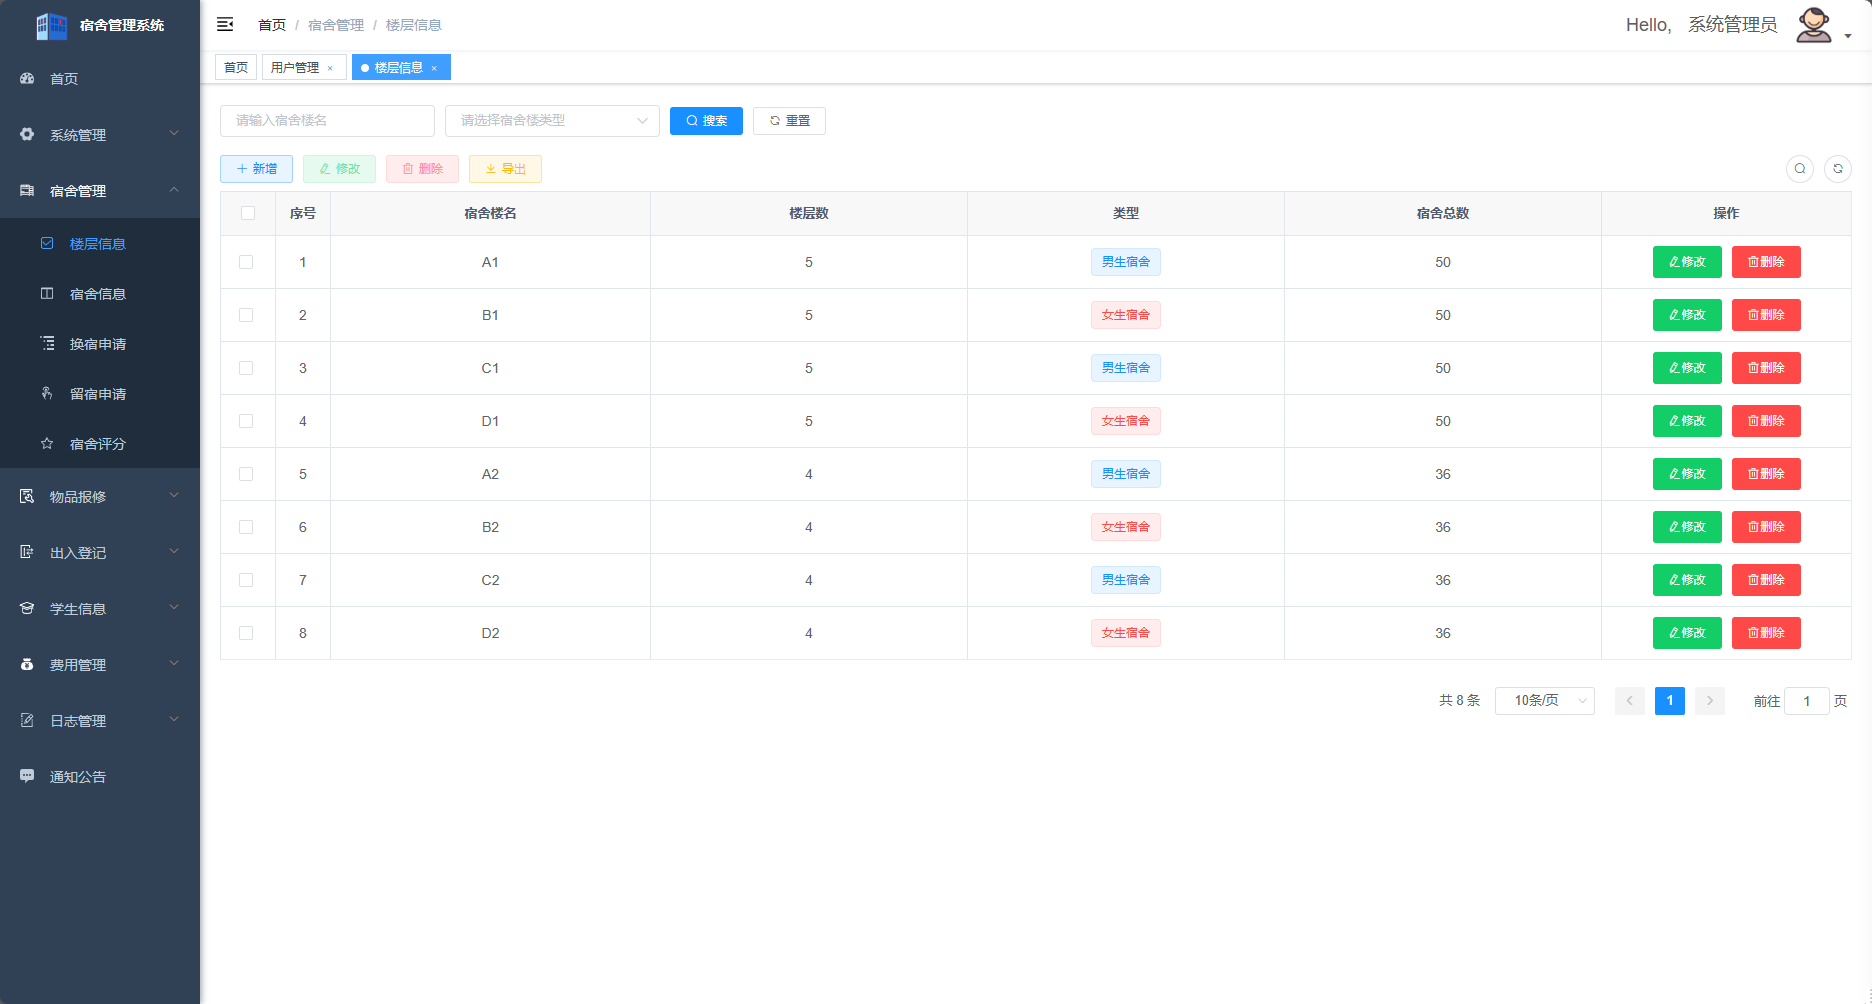 宿舍管理系统
首页
系统管理
宿舍管理
楼层信息
宿舍信息
换宿申请
留宿申请
宿舍评分
物品报修
出入登记
学生信息
费用管理
日志管理
通知公告
首页 / 宿舍管理 / 楼层信息
Hello, 系统管理员
首页 用户管理 × 楼层信息 ×
请输入宿舍楼名 请选择宿舍楼类型 搜索 重置
新增 修改 删除 导出
序号 宿舍楼名 楼层数 类型 宿舍总数 操作
1 A1 5 男生宿舍 50 修改 删除
2 B1 5 女生宿舍 50 修改 删除
3 C1 5 男生宿舍 50 修改 删除
4 D1 5 女生宿舍 50 修改 删除
5 A2 4 男生宿舍 36 修改 删除
6 B2 4 女生宿舍 36 修改 删除
7 C2 4 男生宿舍 36 修改 删除
8 D2 4 女生宿舍 36 修改 删除
共 8 条 10条/页 < 1 > 前往 1 页